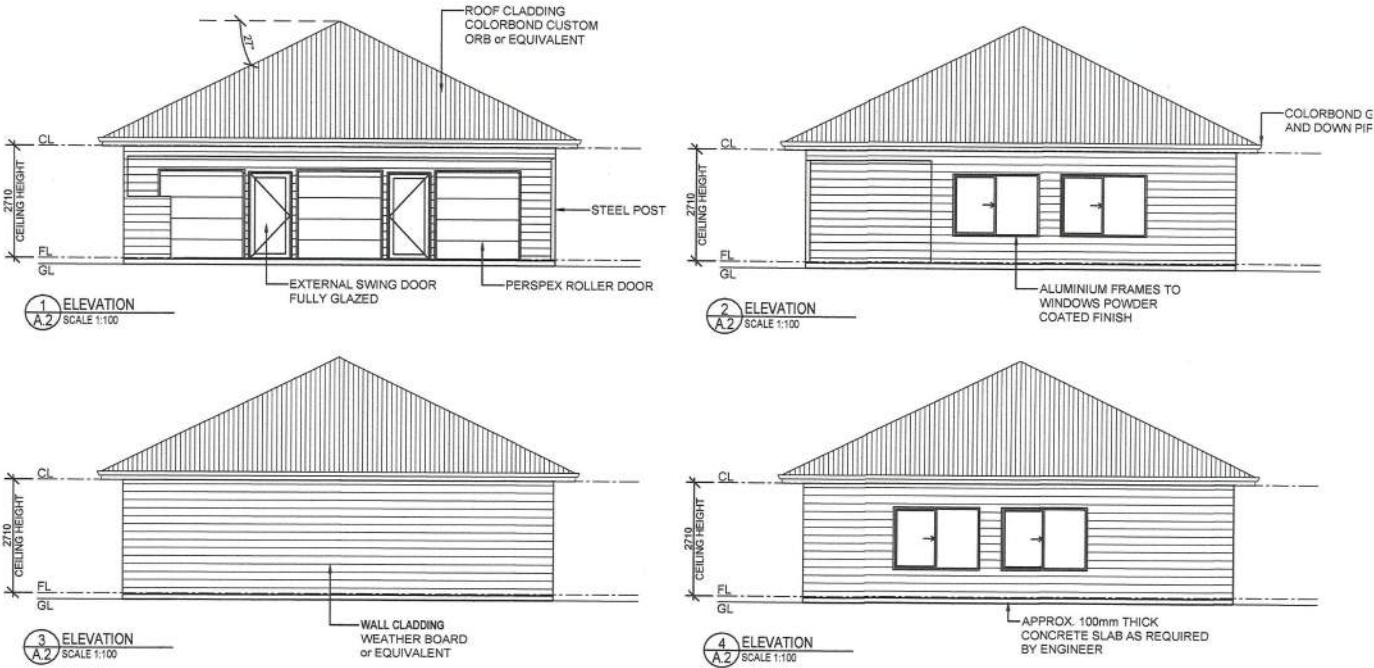 ROOF CLADDING
COLORBOND CUSTOM
ORB or EQUIVALENT
27°
CL
2710
CEILING HEIGHT
FL
GL
STEEL POST
EXTERNAL SWING DOOR
FULLY GLAZED
PERSPEX ROLLER DOOR
1
A.2
ELEVATION
SCALE 1:100
COLORBOND G
AND DOWN PIP
CL
2710
CEILING HEIGHT
FL
GL
ALUMINIUM FRAMES TO
WINDOWS POWDER
COATED FINISH
2
A.2
ELEVATION
SCALE 1:100
CL
2710
CEILING HEIGHT
FL
GL
WALL CLADDING
WEATHER BOARD
or EQUIVALENT
3
A.2
ELEVATION
SCALE 1:100
CL
2710
CEILING HEIGHT
FL
GL
APPROX. 100mm THICK
CONCRETE SLAB AS REQUIRED
BY ENGINEER
4
A.2
ELEVATION
SCALE 1:100